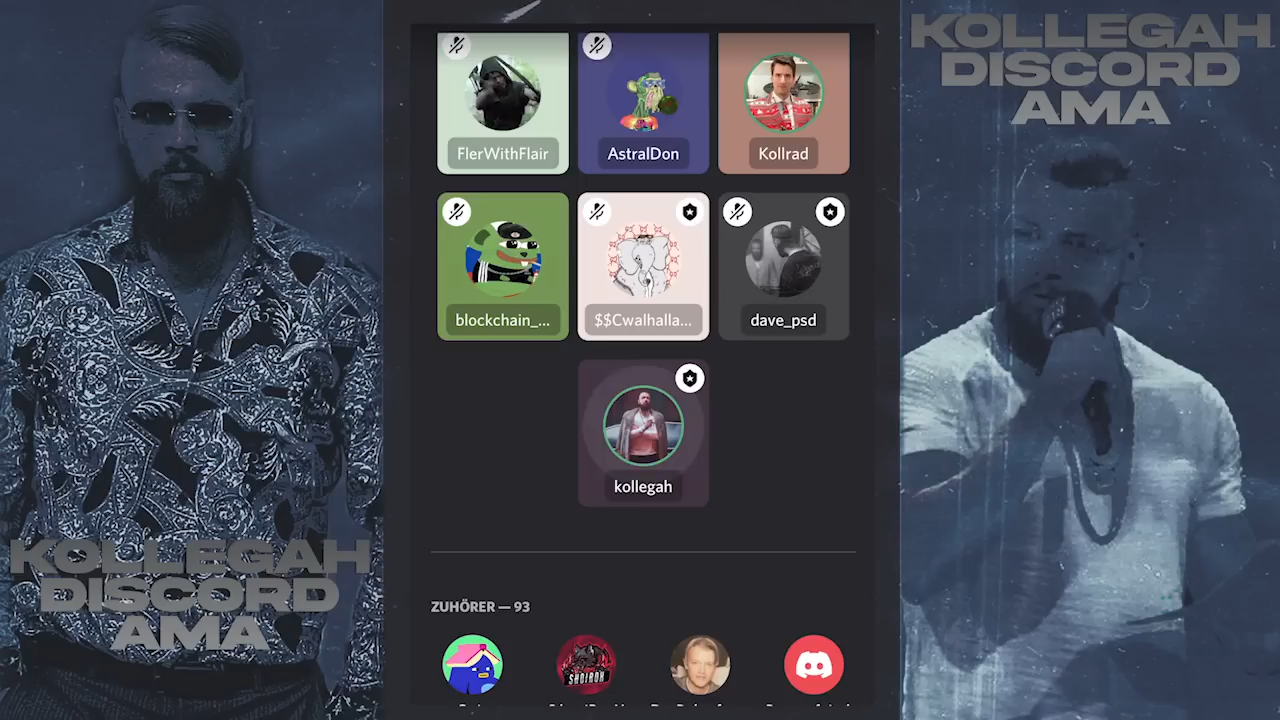 KOLLEGAH
DISCORD
AMA
FlerWithFlair
AstralDon
Kollrad
blockchain_...
$$Cwalhalla...
dave_psd
kollegah
KOLLEGAH
DISCORD
AMA
ZUHÖRER — 93